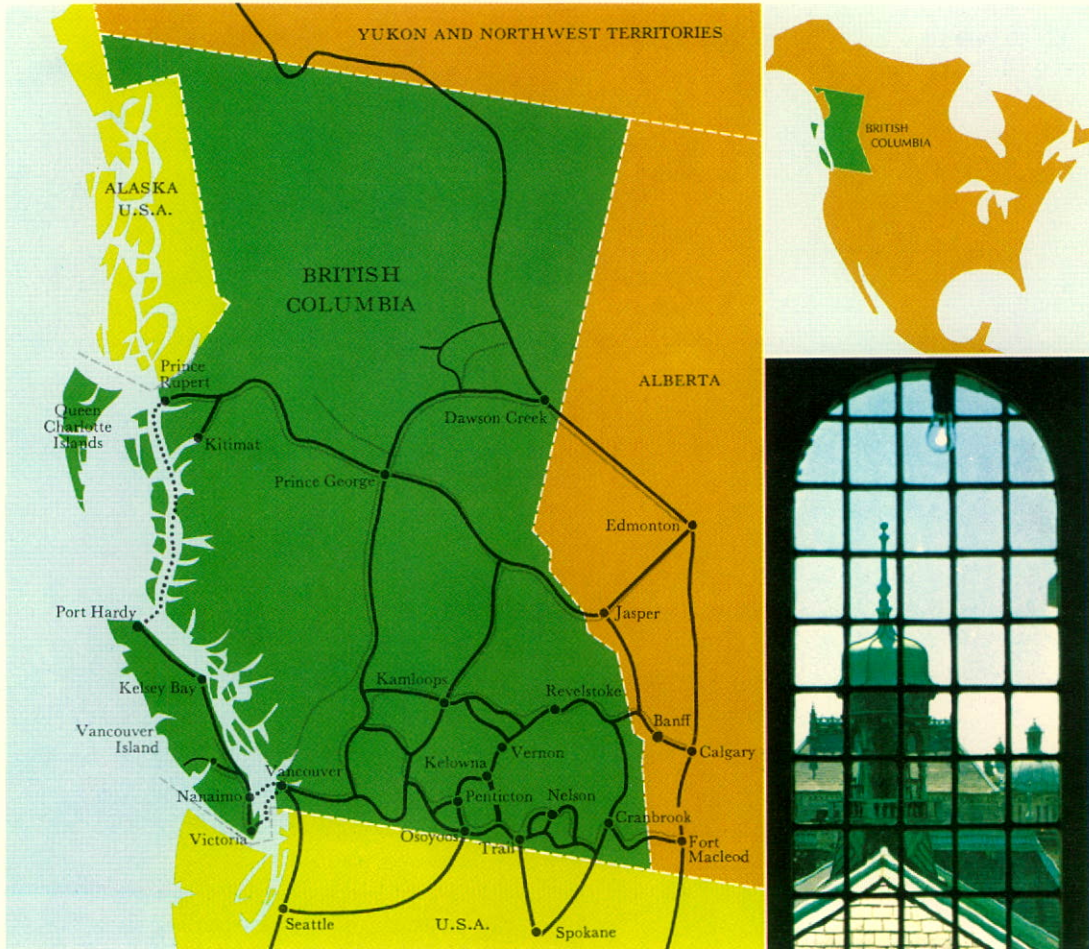 YUKON AND NORTHWEST TERRITORIES
ALASKA
U.S.A.
BRITISH
COLUMBIA
Prince
Rupert
Queen
Charlotte
Islands
Kitimat
Prince George
Dawson Creek
ALBERTA
Edmonton
Jasper
Port Hardy
Kelsey Bay
Vancouver
Island
Kamloops
Revelstoke
Banff
Calgary
Vernon
Kelowna
Vancouver
Nanaimo
Penticton
Nelson
Cranbrook
Victoria
Osoyoos
Trail
Fort
Macleod
Seattle
U.S.A.
Spokane
BRITISH
COLUMBIA